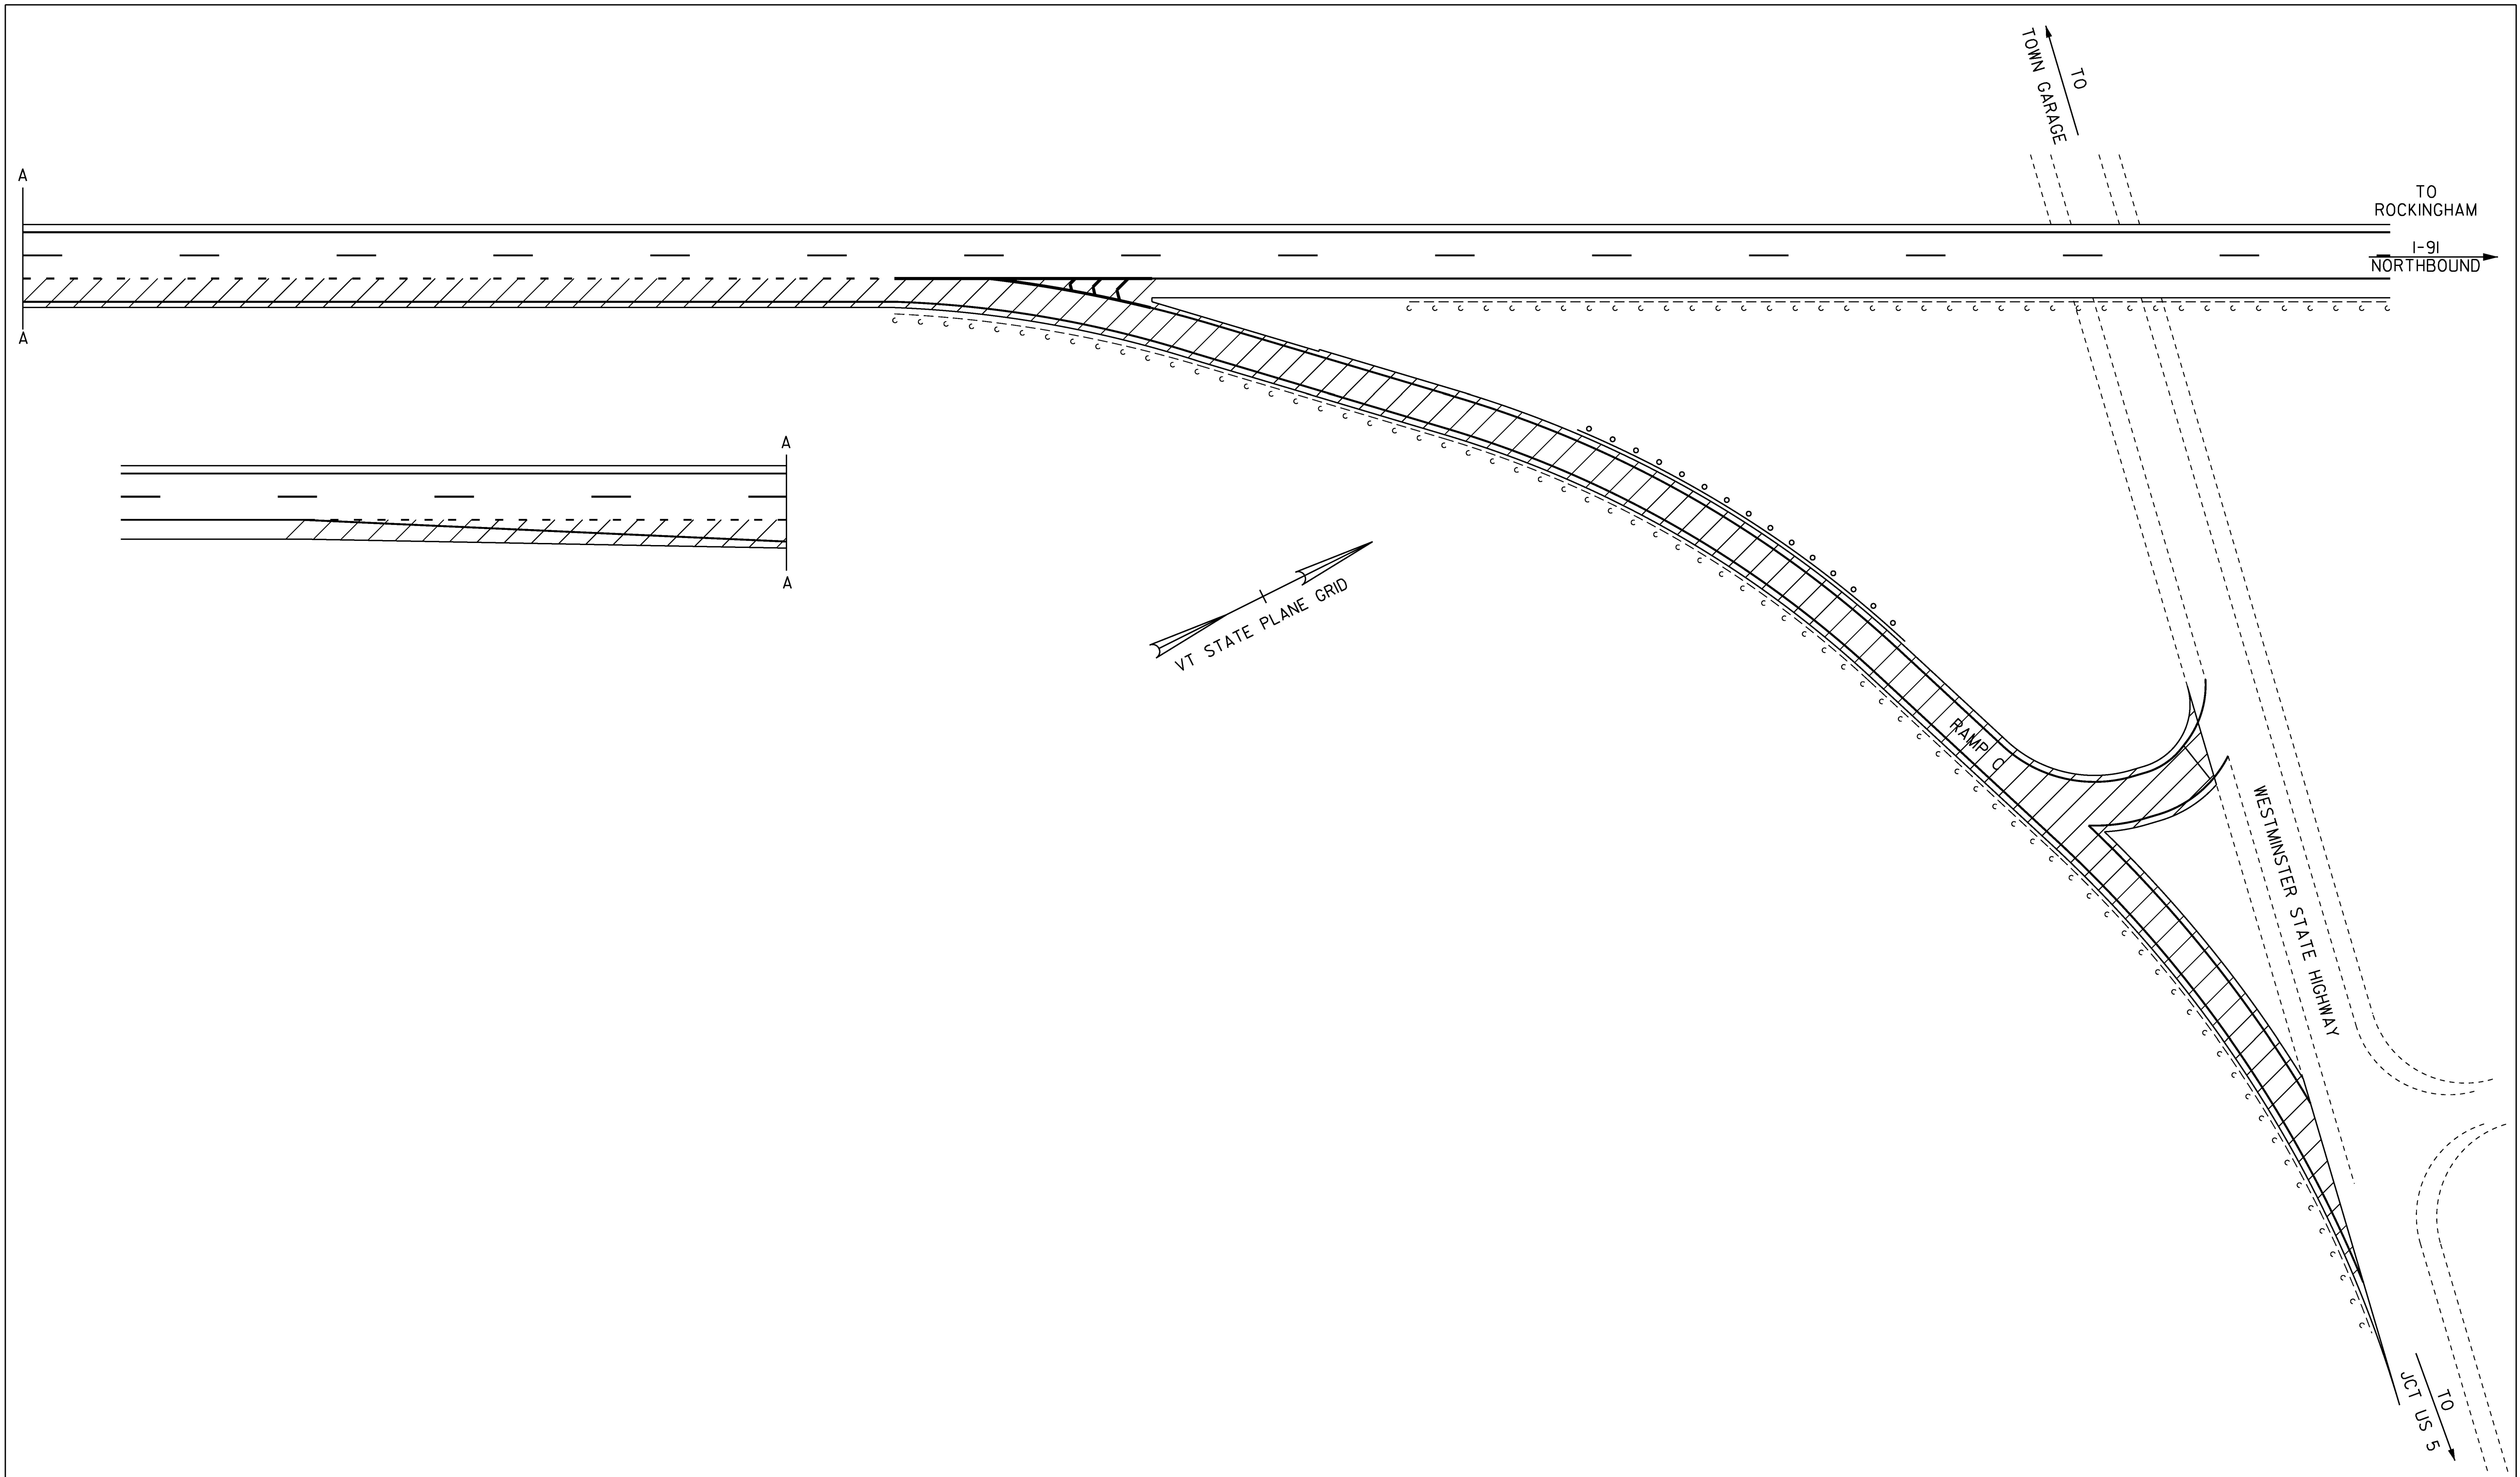 TO
TOWN GARAGE
A
TO
ROCKINGHAM
I-91
NORTHBOUND
A
A
A
VT STATE PLANE GRID
RAMP C
WESTMINSTER STATE HIGHWAY
TO
JCT US 5